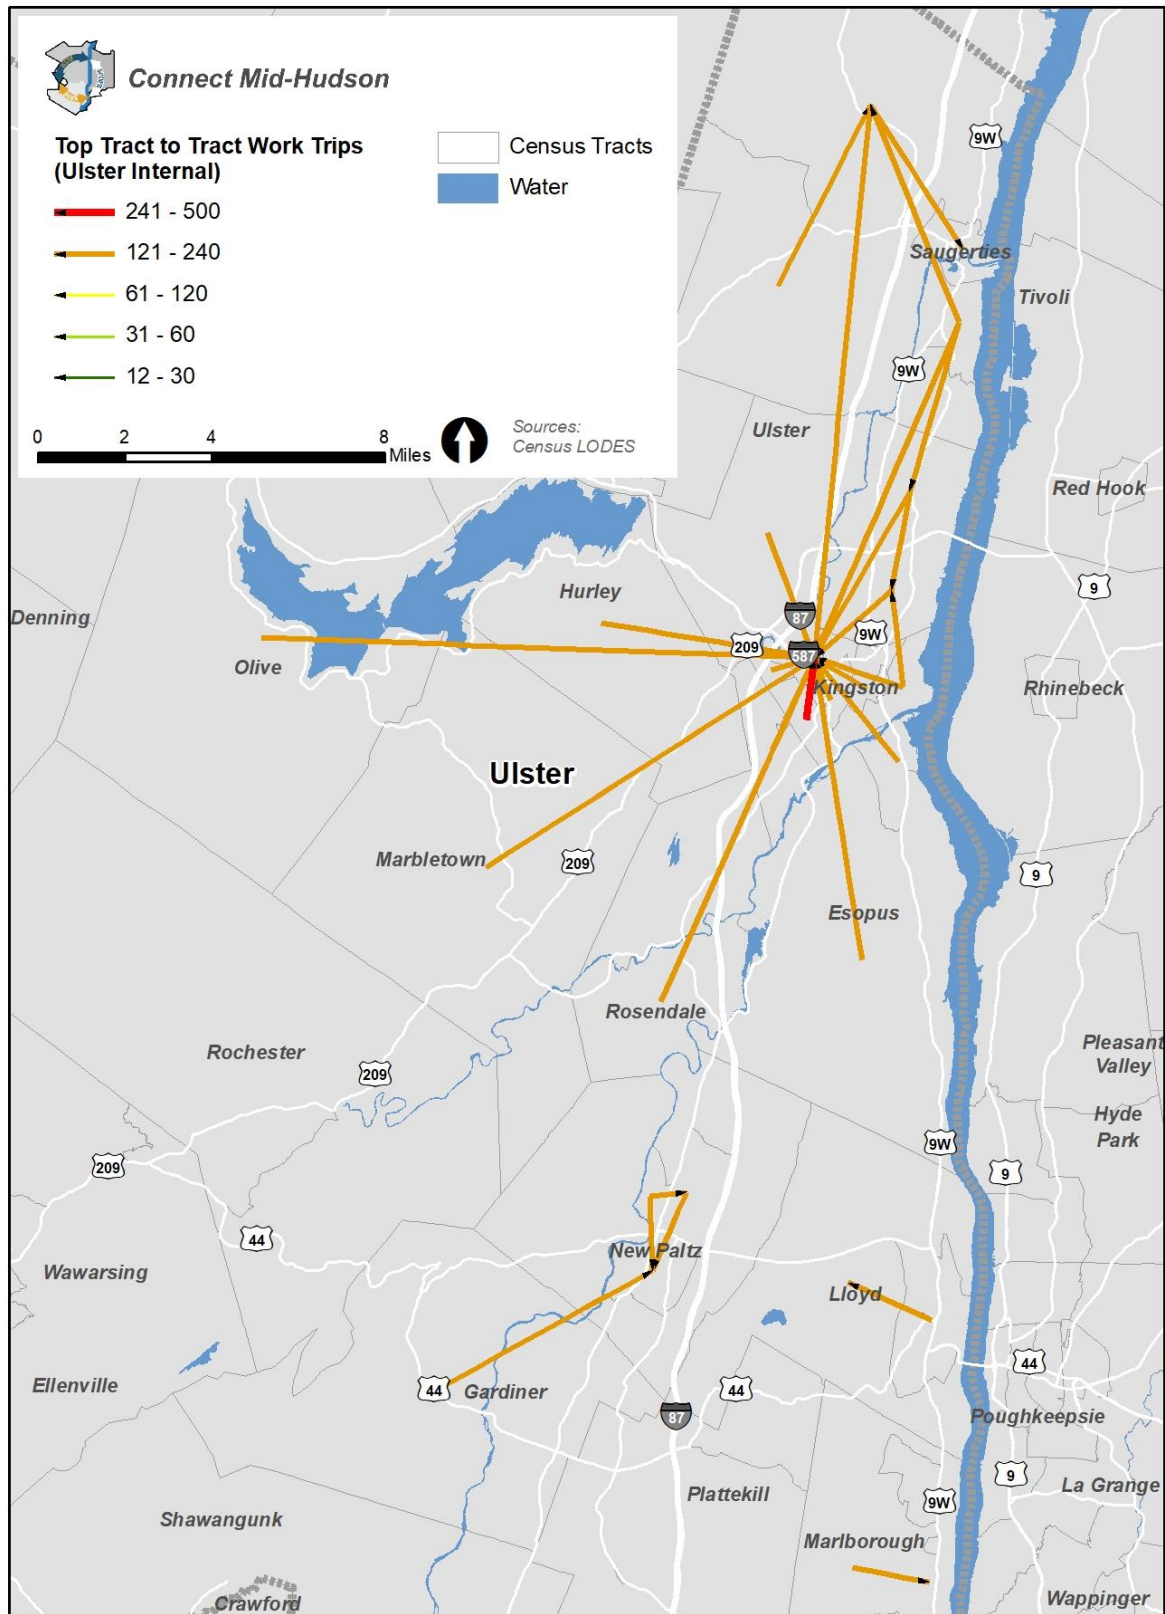 Connect Mid-Hudson
Top Tract to Tract Work Trips
(Ulster Internal)
241 - 500
121 - 240
61 - 120
31 - 60
12 - 30
Census Tracts
Water
0 2 4 8
Miles
Sources:
Census LODES
9W
Saugerties
Tivoli
9W
Ulster
Red Hook
Hurley
9
Denning
87
209
9W
587
Olive
Kingston
Rhinebeck
Ulster
Marbletown
209
9
Esopus
Rosendale
Rochester
209
Pleasant
Valley
Hyde
Park
9W
209
9
44
New Paltz
Wawarsing
Lloyd
Ellenville
44
Gardiner
44
44
87
Poughkeepsie
9
La Grange
Plattekill
9W
Shawangunk
Marlborough
Crawford
Wappinger